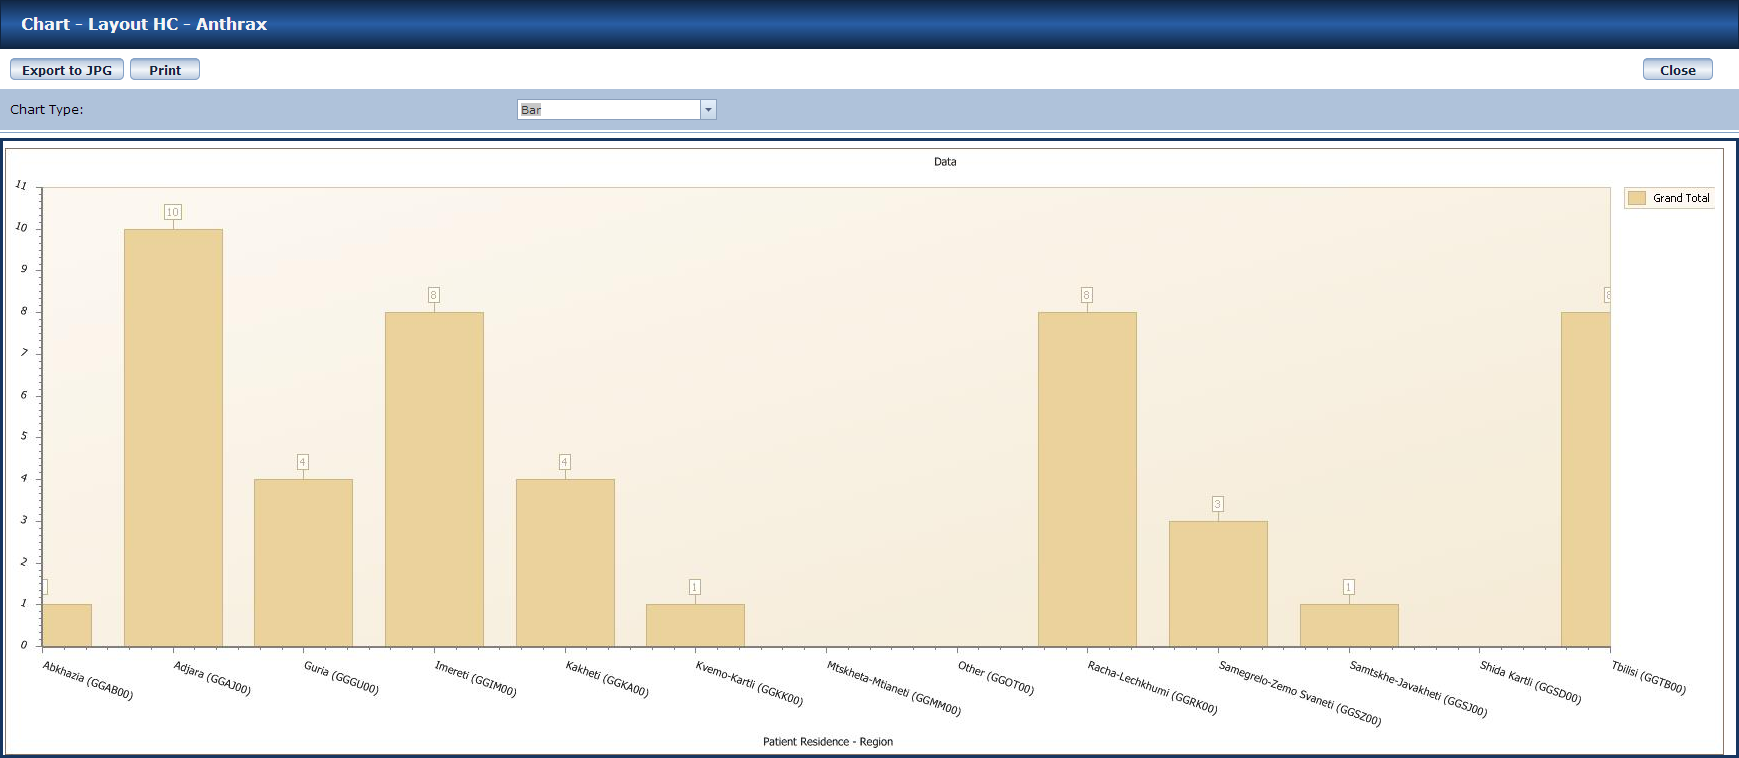 Chart - Layout HC - Anthrax
Export to JPG
Print
Close
Chart Type:
Bar
Data
Grand Total
11
10
9
8
7
6
5
4
3
2
1
0
10
4
8
4
1
8
3
1
8
Abkhazia (GGAB00)
Adjara (GGAJ00)
Guria (GGGU00)
Imereti (GGIM00)
Kakheti (GGKA00)
Kvemo-Kartli (GGKK00)
Mtskheta-Mtianeti (GGMM00)
Other (GGOT00)
Racha-Lechkhumi (GGRK00)
Samegrelo-Zemo Svaneti (GGSZ00)
Samtskhe-Javakheti (GGSJ00)
Shida Kartli (GGSD00)
Tbilisi (GGTB00)
Patient Residence - Region